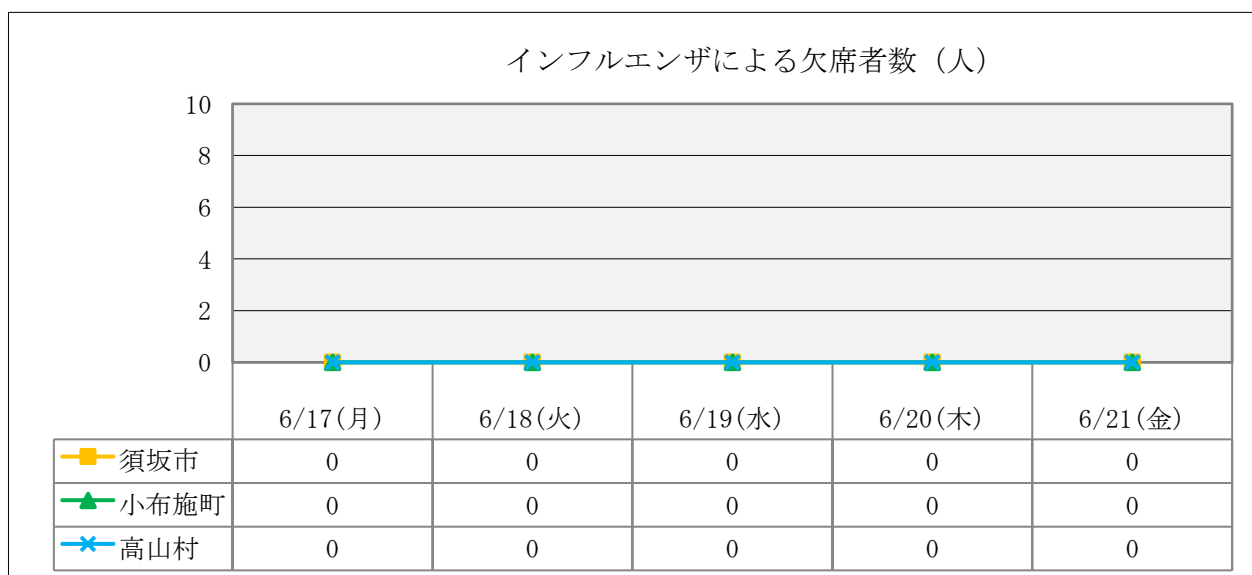 インフルエンザによる欠席者数（人）
10
8
6
4
2
0
6/17(月) 6/18(火) 6/19(水) 6/20(木) 6/21(金)
須坂市 0 0 0 0 0
小布施町 0 0 0 0 0
高山村 0 0 0 0 0